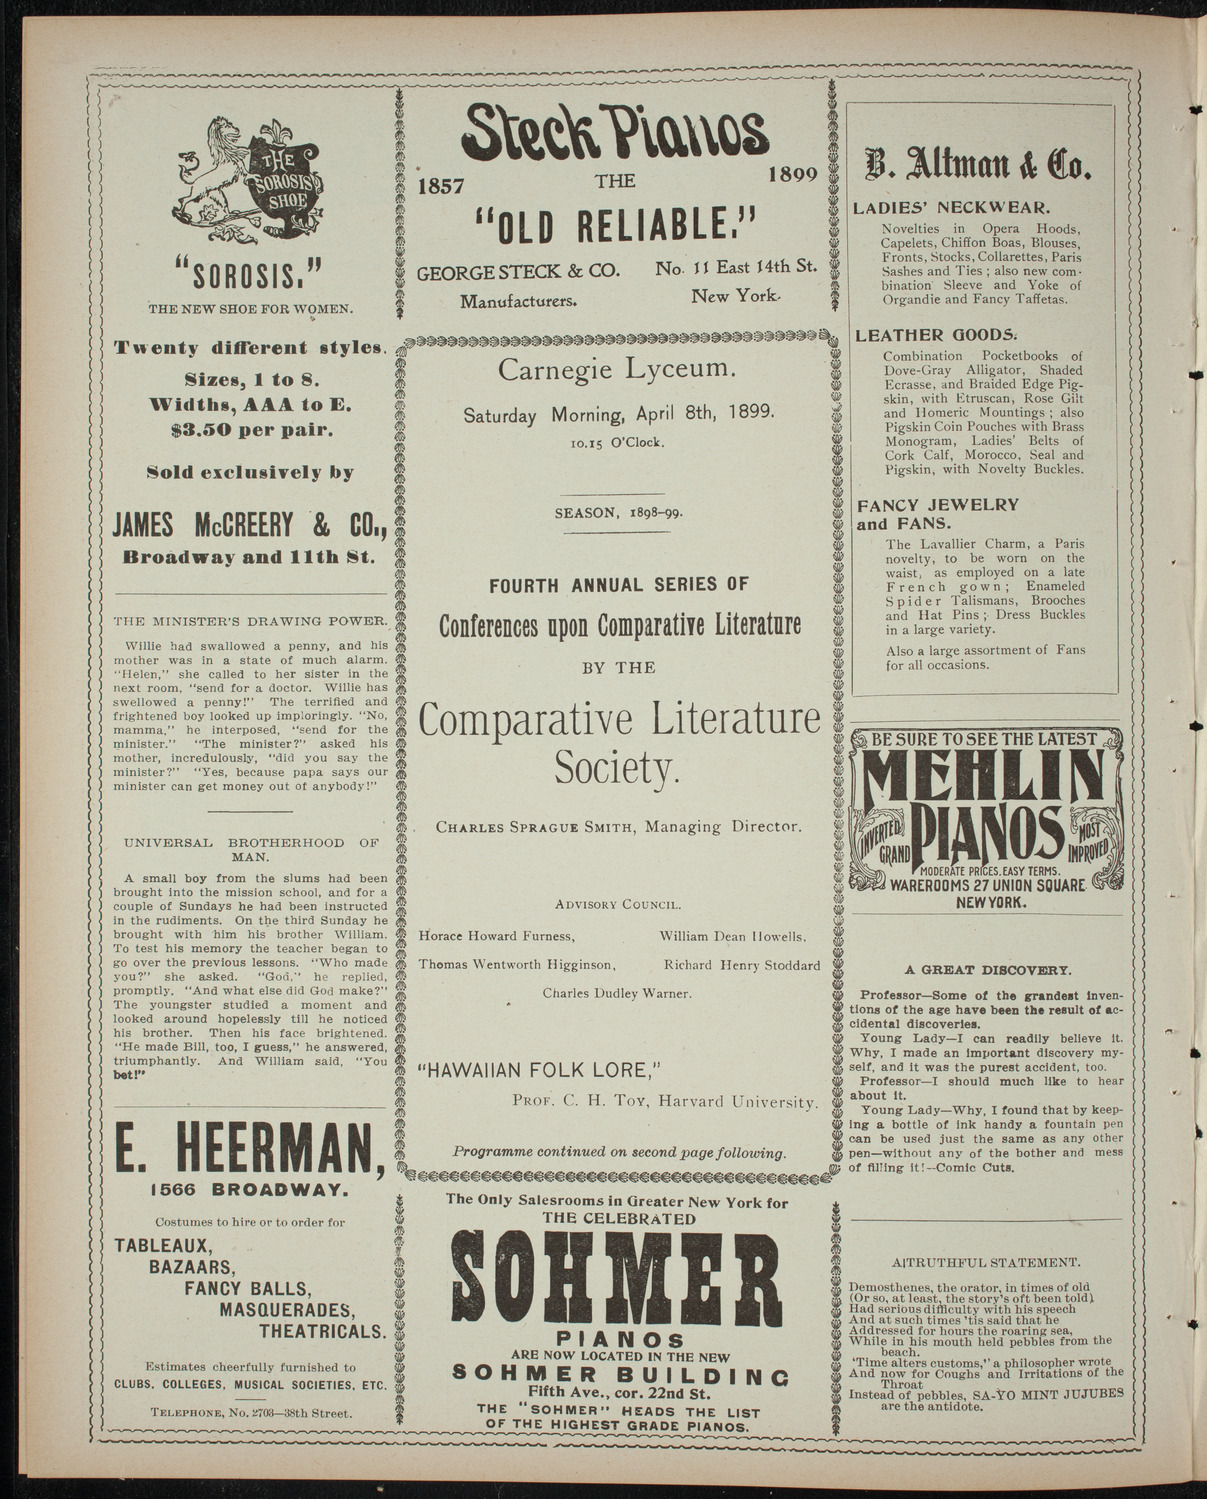 THE
SOROSIS
SHOE
"SOROSIS."
THE NEW SHOE FOR WOMEN.
Twenty different styles.
Sizes, 1 to 8.
Widths, AAA to E.
$3.50 per pair.
Sold exclusively by
JAMES McCREERY & CO.,
Broadway and 11th St.
THE MINISTER'S DRAWING POWER.
Willie had swallowed a penny, and his
mother was in a state of much alarm.
"Helen," she called to her sister in the
next room, "send for a doctor. Willie has
swellowed a penny!" The terrified and
frightened boy looked up imploringly. "No,
mamma," he interposed, "send for the
minister." "The minister?" asked his
mother, incredulously, "did you say the
minister?" "Yes, because papa says our
minister can get money out of anybody!"
UNIVERSAL BROTHERHOOD OF
MAN.
A small boy from the slums had been
brought into the mission school, and for a
couple of Sundays he had been instructed
in the rudiments. On the third Sunday he
brought with him his brother William.
To test his memory the teacher began to
go over the previous lessons. "Who made
you?" she asked. "God," he replied,
promptly. "And what else did God make?"
The youngster studied a moment and
looked around hopelessly till he noticed
his brother. Then his face brightened.
"He made Bill, too, I guess," he answered,
triumphantly. And William said, "You
bet!"
E. HEERMAN,
1566 BROADWAY.
Costumes to hire or to order for
TABLEAUX,
BAZAARS,
FANCY BALLS,
MASQUERADES,
THEATRICALS.
Estimates cheerfully furnished to
CLUBS, COLLEGES, MUSICAL SOCIETIES, ETC.
TELEPHONE, No. 2703—38th Street.
Steck Pianos
1857 THE 1899
"OLD RELIABLE."
GEORGE STECK & CO. No. 11 East 14th St.
Manufacturers. New York.
Carnegie Lyceum.
Saturday Morning, April 8th, 1899.
10.15 O'Clock.
SEASON, 1898-99.
FOURTH ANNUAL SERIES OF
Conferences upon Comparative Literature
BY THE
Comparative Literature
Society.
CHARLES SPRAGUE SMITH, Managing Director.
ADVISORY COUNCIL.
Horace Howard Furness, William Dean Howells,
Thomas Wentworth Higginson, Richard Henry Stoddard
Charles Dudley Warner.
"HAWAIIAN FOLK LORE,"
PROF. C. H. TOY, Harvard University.
Programme continued on second page following.
The Only Salesrooms in Greater New York for
THE CELEBRATED
SOHMER
PIANOS
ARE NOW LOCATED IN THE NEW
SOHMER BUILDING
Fifth Ave., cor. 22nd St.
THE "SOHMER" HEADS THE LIST
OF THE HIGHEST GRADE PIANOS.
B. Altman & Co.
LADIES' NECKWEAR.
Novelties in Opera Hoods,
Capelets, Chiffon Boas, Blouses,
Fronts, Stocks, Collarettes, Paris
Sashes and Ties; also new com-
bination Sleeve and Yoke of
Organdie and Fancy Taffetas.
LEATHER GOODS.
Combination Pocketbooks of
Dove-Gray Alligator, Shaded
Ecrasse, and Braided Edge Pig-
skin, with Etruscan, Rose Gilt
and Homeric Mountings; also
Pigskin Coin Pouches with Brass
Monogram, Ladies' Belts of
Cork Calf, Morocco, Seal and
Pigskin, with Novelty Buckles.
FANCY JEWELRY
and FANS.
The Lavallier Charm, a Paris
novelty, to be worn on the
waist, as employed on a late
French gown; Enameled
Spider Talismans, Brooches
and Hat Pins; Dress Buckles
in a large variety.
Also a large assortment of Fans
for all occasions.
BE SURE TO SEE THE LATEST
MEHLIN
INVERTED GRAND PIANOS MOST IMPROVED
MODERATE PRICES. EASY TERMS.
WAREROOMS 27 UNION SQUARE
NEW YORK.
A GREAT DISCOVERY.
Professor—Some of the grandest inven-
tions of the age have been the result of ac-
cidental discoveries.
Young Lady—I can readily believe it.
Why, I made an important discovery my-
self, and it was the purest accident, too.
Professor—I should much like to hear
about it.
Young Lady—Why, I found that by keep-
ing a bottle of ink handy a fountain pen
can be used just the same as any other
pen—without any of the bother and mess
of filling it!--Comic Cuts.
A TRUTHFUL STATEMENT.
Demosthenes, the orator, in times of old
(Or so, at least, the story's oft been told)
Had serious difficulty with his speech
And at such times 'tis said that he
Addressed for hours the roaring sea,
While in his mouth held pebbles from the
beach.
'Time alters customs," a philosopher wrote
And now for Coughs and Irritations of the
Throat
Instead of pebbles, SA-YO MINT JUJUBES
are the antidote.